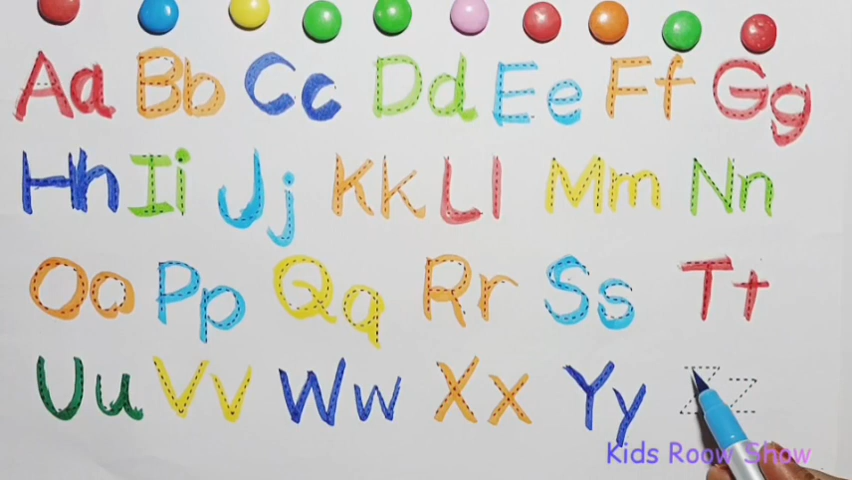 Aa Bb Cc Dd Ee Ff Gg
Hh Ii Jj Kk Ll Mm Nn
Oo Pp Qq Rr Ss Tt
Uu Vv Ww Xx Yy Zz
Kids Roow Show